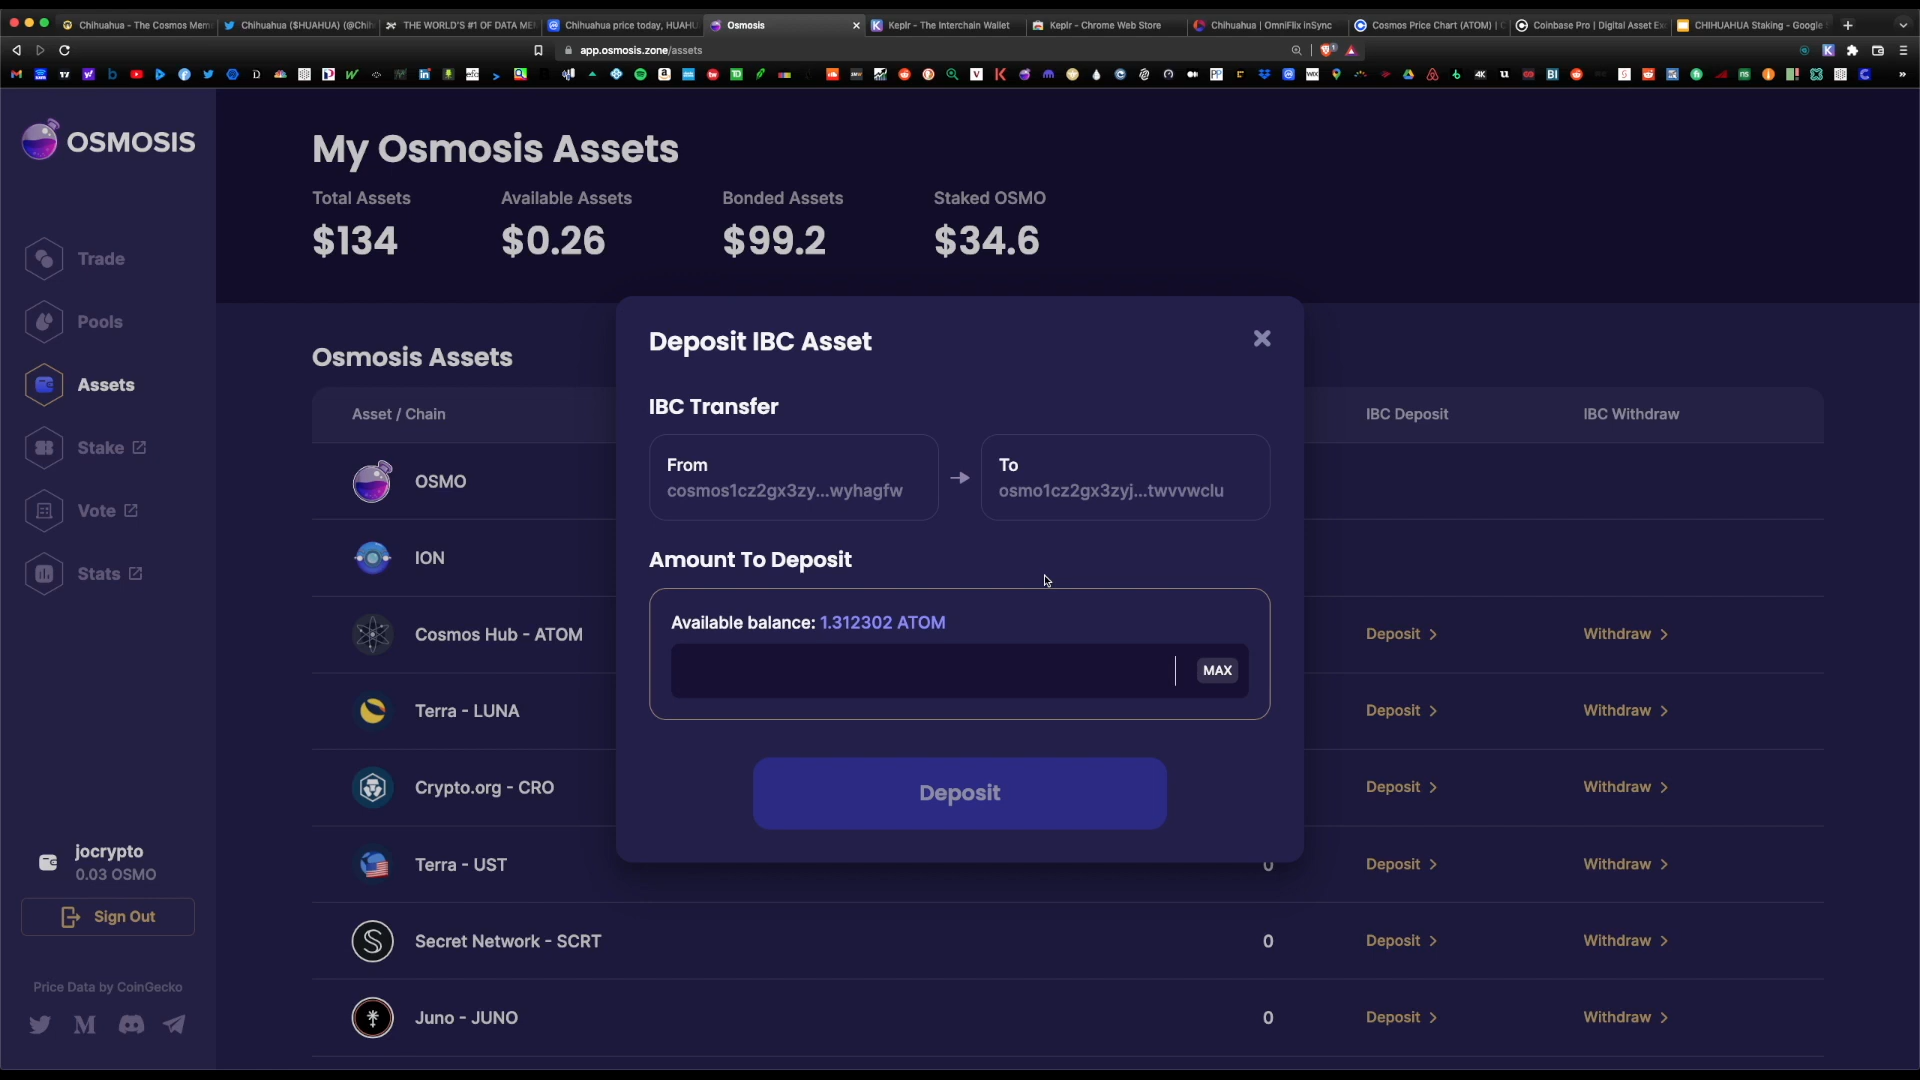 Chihuahua - The Cosmos Mem
Chihuahua ($HUAHUA) (@Chih
THE WORLD'S #1 OF DATA ME
Chihuahua price today, HUAHU
Osmosis
Keplr - The Interchain Wallet
Keplr - Chrome Web Store
Chihuahua | OmniFlix inSync
Cosmos Price Chart (ATOM) | C
Coinbase Pro | Digital Asset Ex
CHIHUAHUA Staking - Google
app.osmosis.zone/assets
OSMOSIS
Trade
Pools
Assets
Stake
Vote
Stats
jocrypto
0.03 OSMO
Sign Out
Price Data by CoinGecko
My Osmosis Assets
Total Assets
$134
Available Assets
$0.26
Bonded Assets
$99.2
Staked OSMO
$34.6
Osmosis Assets
Asset / Chain
IBC Deposit
IBC Withdraw
OSMO
ION
Cosmos Hub - ATOM
Deposit
Withdraw
Terra - LUNA
Deposit
Withdraw
Crypto.org - CRO
Deposit
Withdraw
Terra - UST
0
Deposit
Withdraw
Secret Network - SCRT
0
Deposit
Withdraw
Juno - JUNO
0
Deposit
Withdraw
Deposit IBC Asset
IBC Transfer
From
cosmos1cz2gx3zy...wyhagfw
To
osmo1cz2gx3zyj...twvvwclu
Amount To Deposit
Available balance: 1.312302 ATOM
MAX
Deposit